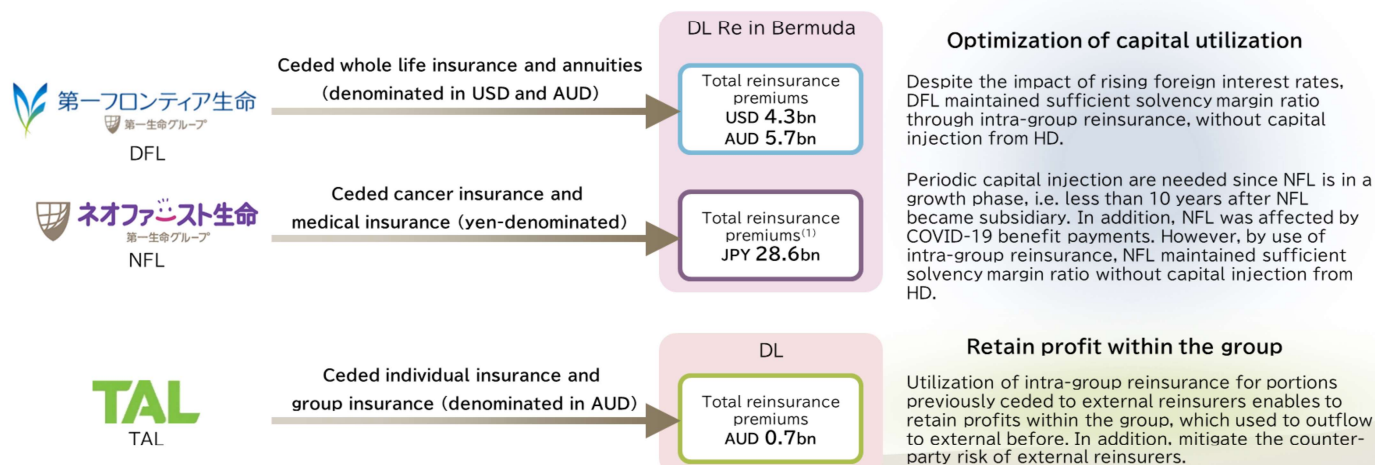 DL Re in Bermuda
Ceded whole life insurance and annuities
(denominated in USD and AUD)
第一フロンティア生命
第一生命グループ
DFL
Total reinsurance
premiums
USD 4.3bn
AUD 5.7bn
Ceded cancer insurance and
medical insurance (yen-denominated)
ネオファースト生命
第一生命グループ
NFL
Total reinsurance
premiums(1)
JPY 28.6bn
Optimization of capital utilization
Despite the impact of rising foreign interest rates,
DFL maintained sufficient solvency margin ratio
through intra-group reinsurance, without capital
injection from HD.
Periodic capital injection are needed since NFL is in a
growth phase, i.e. less than 10 years after NFL
became subsidiary. In addition, NFL was affected by
COVID-19 benefit payments. However, by use of
intra-group reinsurance, NFL maintained sufficient
solvency margin ratio without capital injection from
HD.
DL
Ceded individual insurance and
group insurance (denominated in AUD)
TAL
TAL
Total reinsurance
premiums
AUD 0.7bn
Retain profit within the group
Utilization of intra-group reinsurance for portions
previously ceded to external reinsurers enables to
retain profits within the group, which used to outflow
to external before. In addition, mitigate the counter-
party risk of external reinsurers.